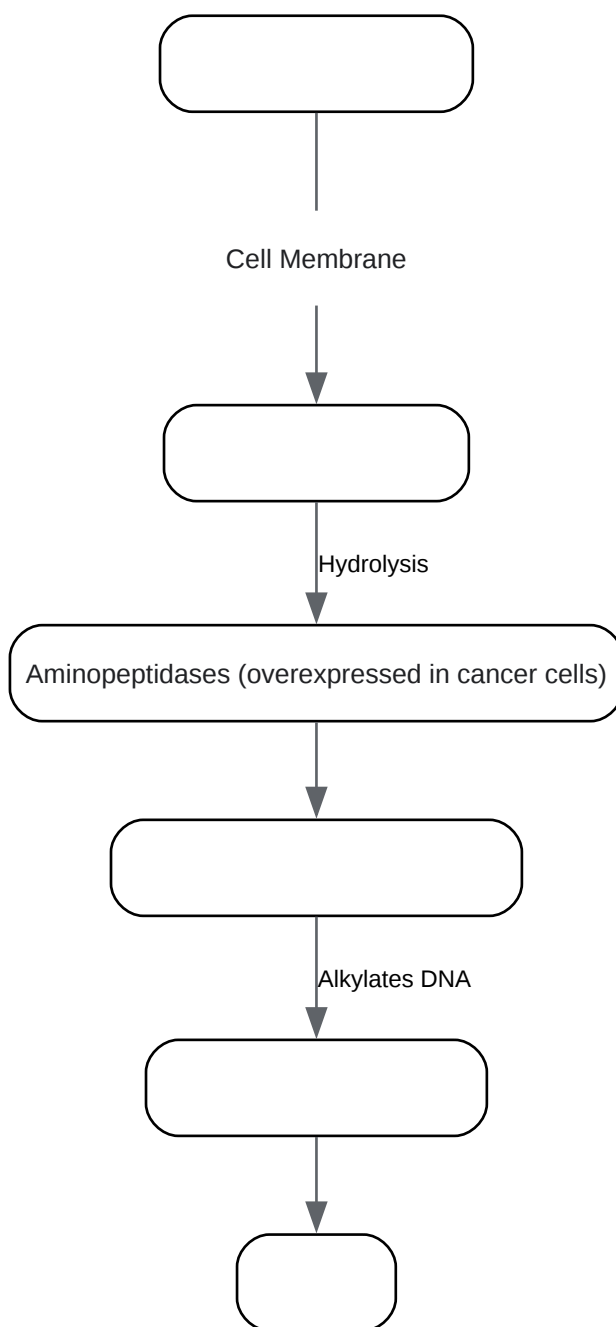 Cell Membrane
Hydrolysis
Aminopeptidases (overexpressed in cancer cells)
Alkylates DNA